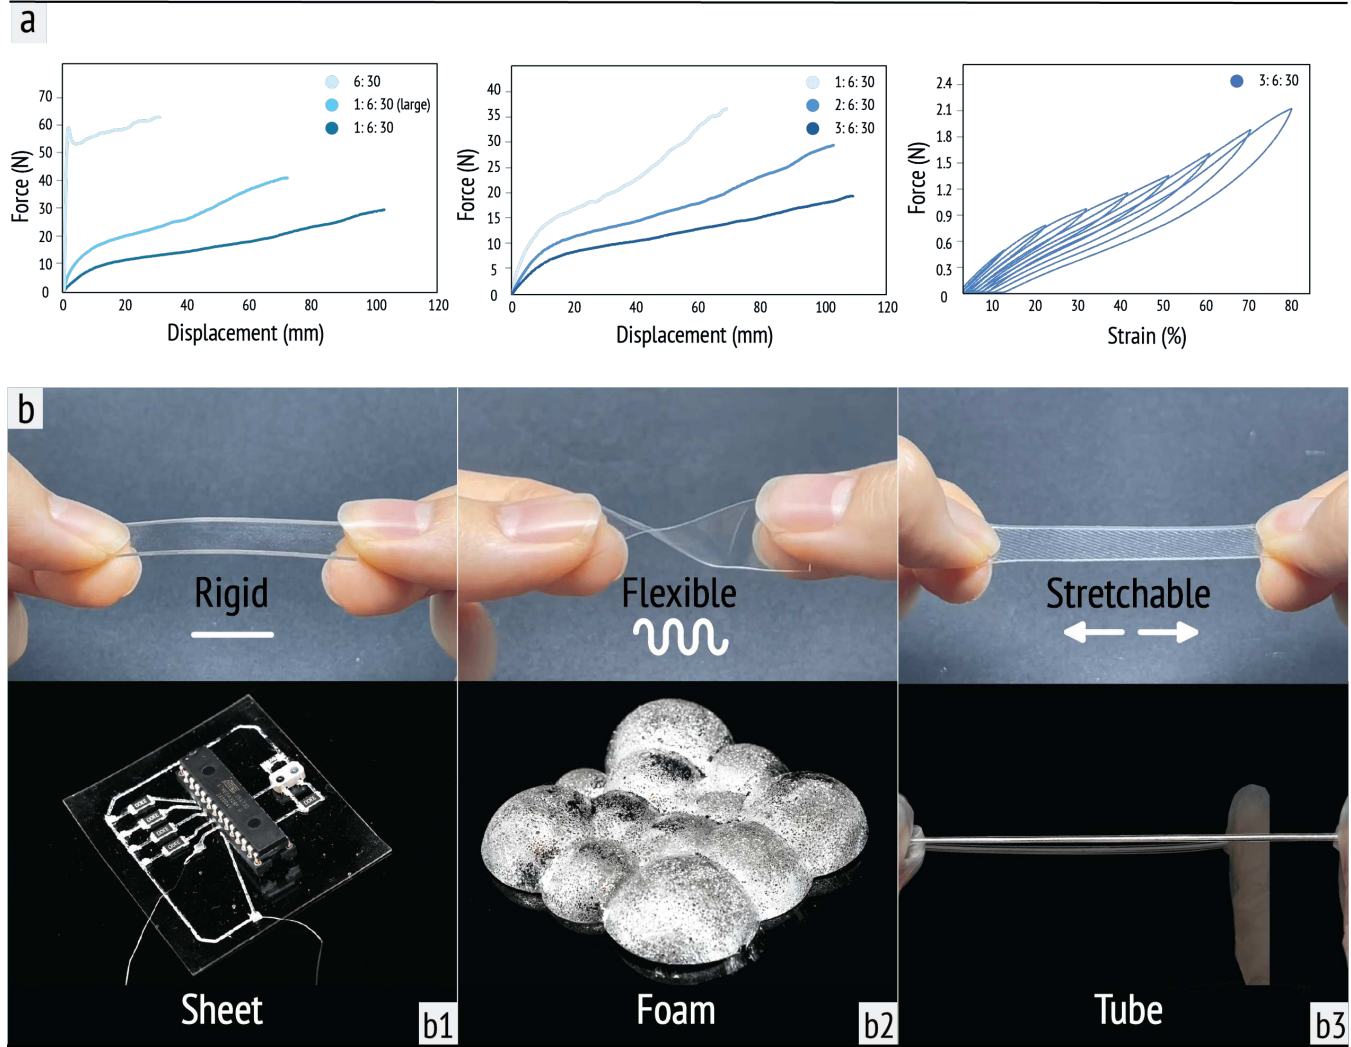 a
70
60
50
40
30
20
10
0
0 20 40 60 80 100 120
Force (N)
Displacement (mm)
6: 30
1: 6: 30 (large)
1: 6: 30
40
35
30
25
20
15
10
5
0
0 20 40 60 80 100 120
Force (N)
Displacement (mm)
1: 6: 30
2: 6: 30
3: 6: 30
2.4
2.1
1.8
1.5
1.2
0.9
0.6
0.3
0
10 20 30 40 50 60 70 80
Force (N)
Strain (%)
3: 6: 30
b
Rigid
Flexible
Stretchable
Sheet
b1
Foam
b2
Tube
b3